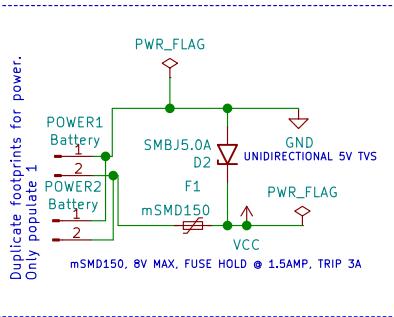 PWR_FLAG
Duplicate footprints for power.
Only populate 1
POWER1
Battery
1
2
POWER2
Battery
1
2
SMBJ5.0A
D2
GND
UNIDIRECTIONAL 5V TVS
F1
mSMD150
PWR_FLAG
VCC
mSMD150, 8V MAX, FUSE HOLD @ 1.5AMP, TRIP 3A